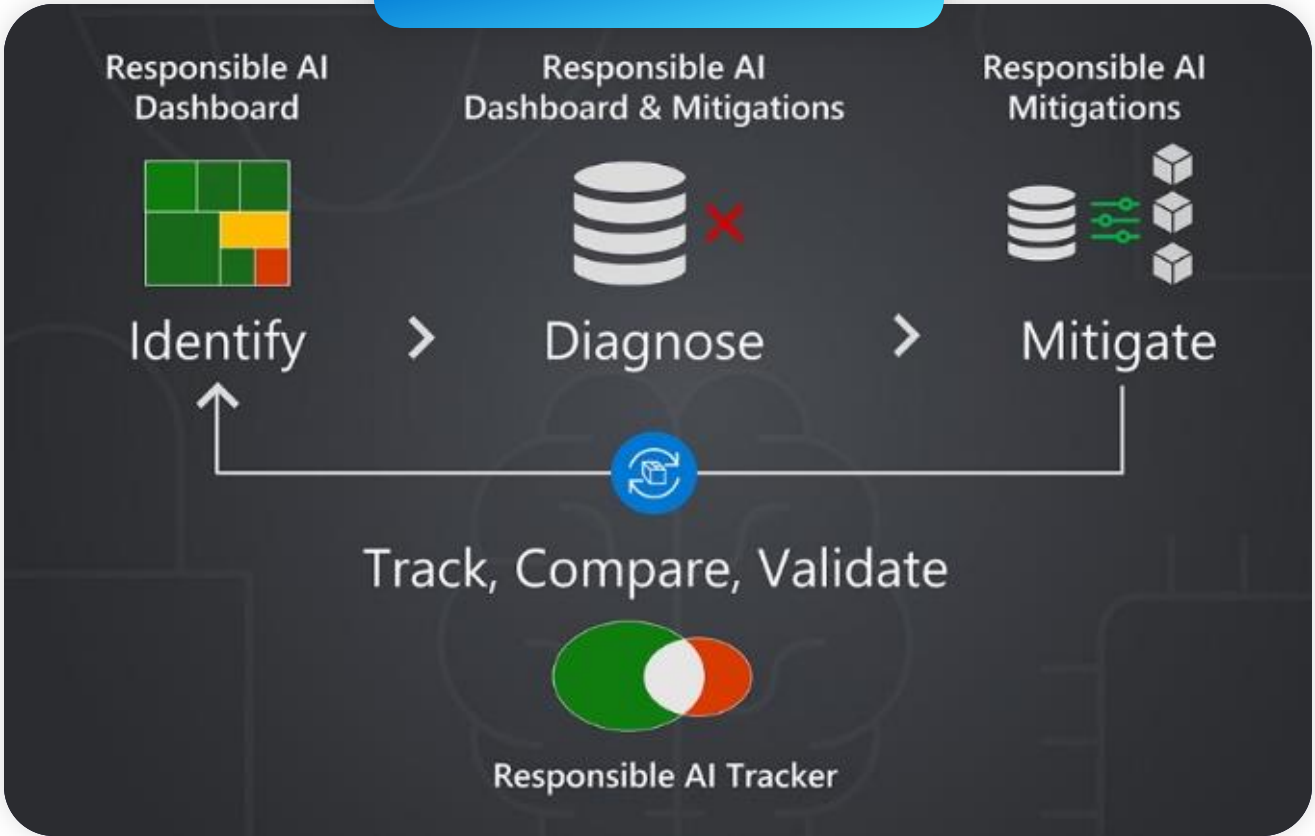 Responsible AI
Dashboard
Responsible AI
Dashboard & Mitigations
Responsible AI
Mitigations
Identify
Diagnose
Mitigate
Track, Compare, Validate
Responsible AI Tracker